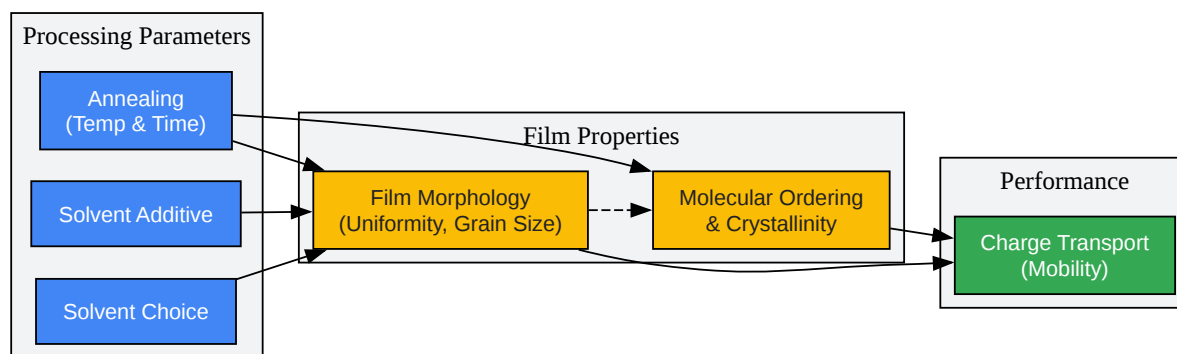 Processing Parameters
Annealing
(Temp & Time)
Solvent Additive
Solvent Choice
Film Properties
Film Morphology
(Uniformity, Grain Size)
Molecular Ordering
& Crystallinity
Performance
Charge Transport
(Mobility)